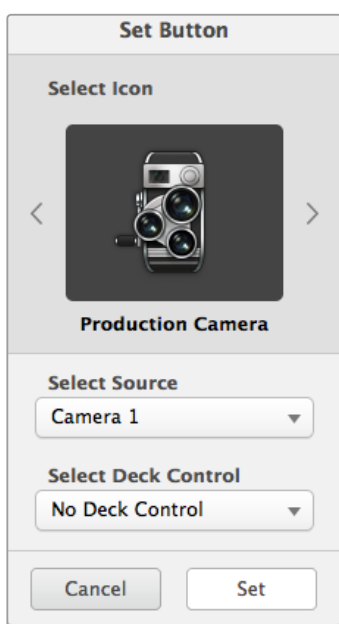 Set Button
Select Icon
Production Camera
Select Source
Camera 1
Select Deck Control
No Deck Control
Cancel
Set